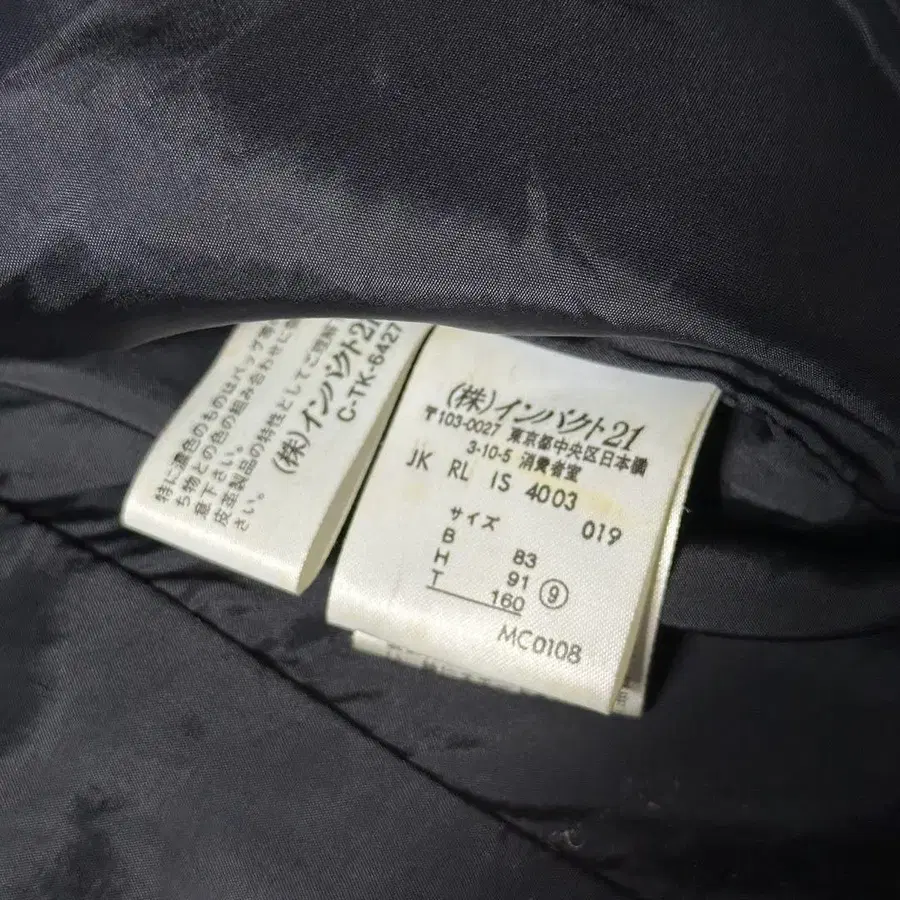 特に濃色のものはバッグ等
ち物との色の組み合わせに
意下さい。
皮革製品の特性としてご理解
さい。
(株)インパクト21
C-TK-6427
(株)インパクト21
〒103-0027 東京都中央区日本橋
3-10-5 消費者室
JK RL IS 4003
019
サイズ
B 83
H 91 ⑨
T 160
MC0108